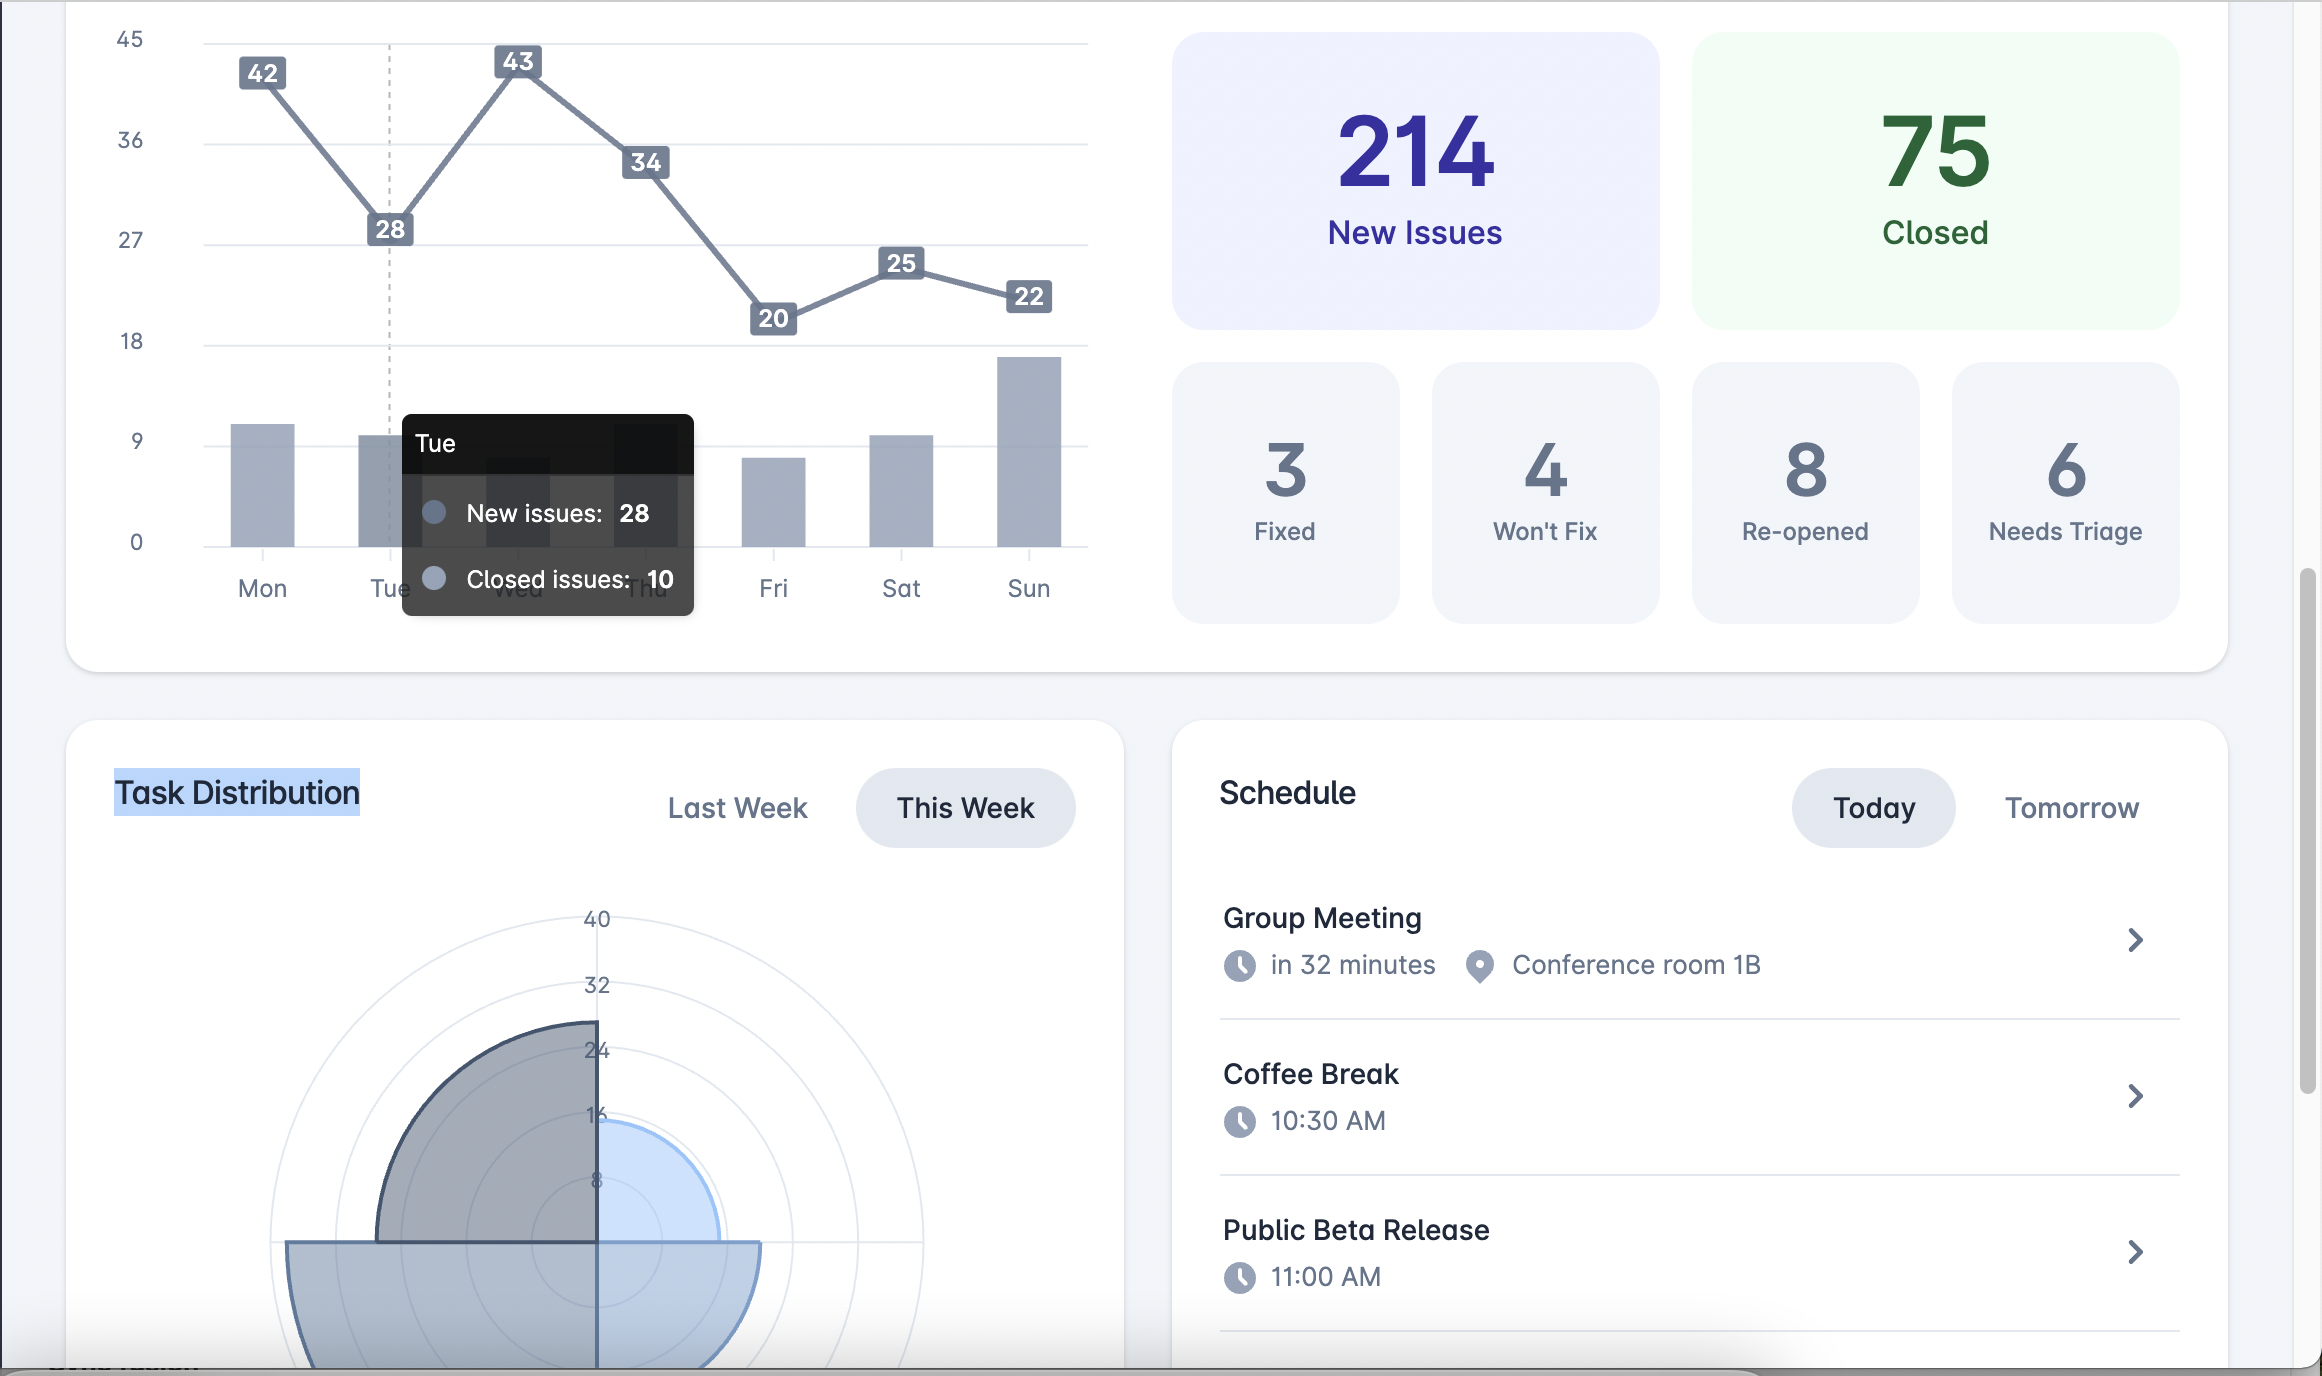 45
36
27
18
9
0
42
28
43
34
20
25
22
Tue
New issues: 28
Closed issues: 10
Mon Tue Wed Thu Fri Sat Sun
214
New Issues
75
Closed
3
Fixed
4
Won't Fix
8
Re-opened
6
Needs Triage
Task Distribution
Last Week
This Week
40
32
24
16
8
Schedule
Today
Tomorrow
Group Meeting
in 32 minutes Conference room 1B
Coffee Break
10:30 AM
Public Beta Release
11:00 AM